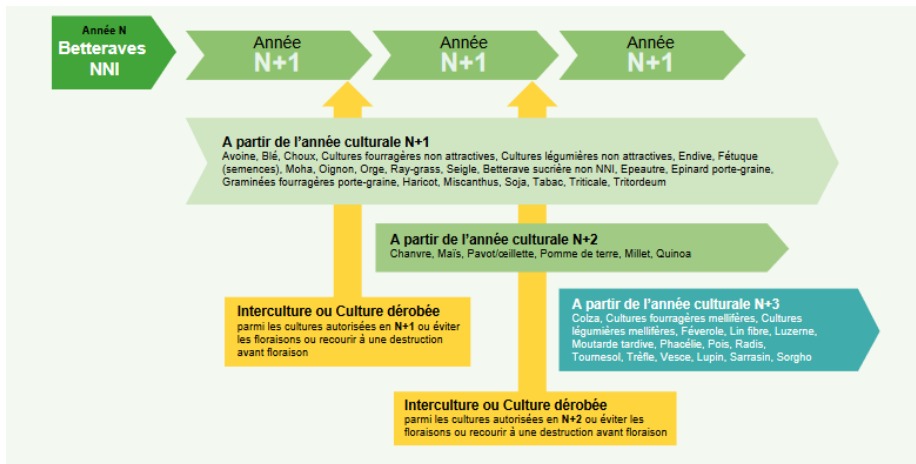 Année N
Betteraves
NNI
Année
N+1
Année
N+1
Année
N+1
A partir de l'année culturale N+1
Avoine, Blé, Choux, Cultures fourragères non attractives, Cultures légumières non attractives, Endive, Fétuque
(semences), Moha, Oignon, Orge, Ray-grass, Seigle, Betterave sucrière non NNI, Epeautre, Epinard porte-graine,
Graminées fourragères porte-graine, Haricot, Miscanthus, Soja, Tabac, Triticale, Tritordeum
A partir de l'année culturale N+2
Chanvre, Maïs, Pavot/œillette, Pomme de terre, Millet, Quinoa
A partir de l'année culturale N+3
Colza, Cultures fourragères mellifères, Cultures
légumières mellifères, Féverole, Lin fibre, Luzerne,
Moutarde tardive, Phacélie, Pois, Radis,
Tournesol, Trèfle, Vesce, Lupin, Sarrasin, Sorgho
Interculture ou Culture dérobée
parmi les cultures autorisées en N+1 ou éviter
les floraisons ou recourir à une destruction
avant floraison
Interculture ou Culture dérobée
parmi les cultures autorisées en N+2 ou éviter les
floraisons ou recourir à une destruction avant floraison